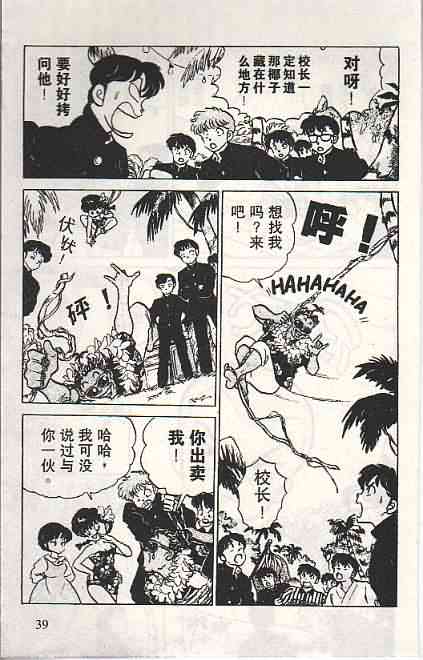 对呀！
校长一
定知道
那椰子
藏在什
么地方！
要好好
好拷
问他！
呼！
想找我
吗？来
吧！
HAHAHAHA
校长！
伏伏！
砰！
你出卖
我！
哈哈，
我可没
说过与
你一伙。
39